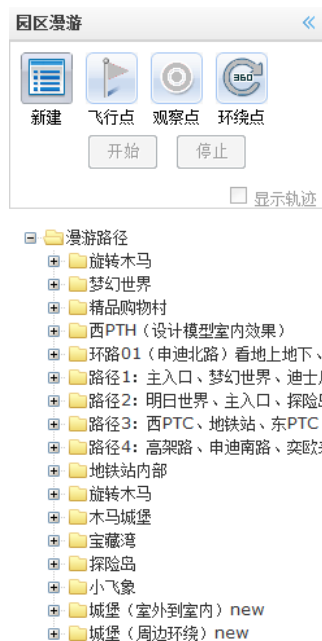 园区漫游
新建 飞行点 观察点 环绕点
360°
开始 停止
显示轨迹
漫游路径
旋转木马
梦幻世界
精品购物村
西PTH（设计模型室内效果）
环路01（申迪北路）看地上地下、
路径1：主入口、梦幻世界、迪士
路径2：明日世界、主入口、探险
路径3：西PTC、地铁站、东PTC
路径4：高架路、申迪南路、奕欧
地铁站内部
旋转木马
木马城堡
宝藏湾
探险岛
小飞象
城堡（室外到室内）new
城堡（周边环绕）new